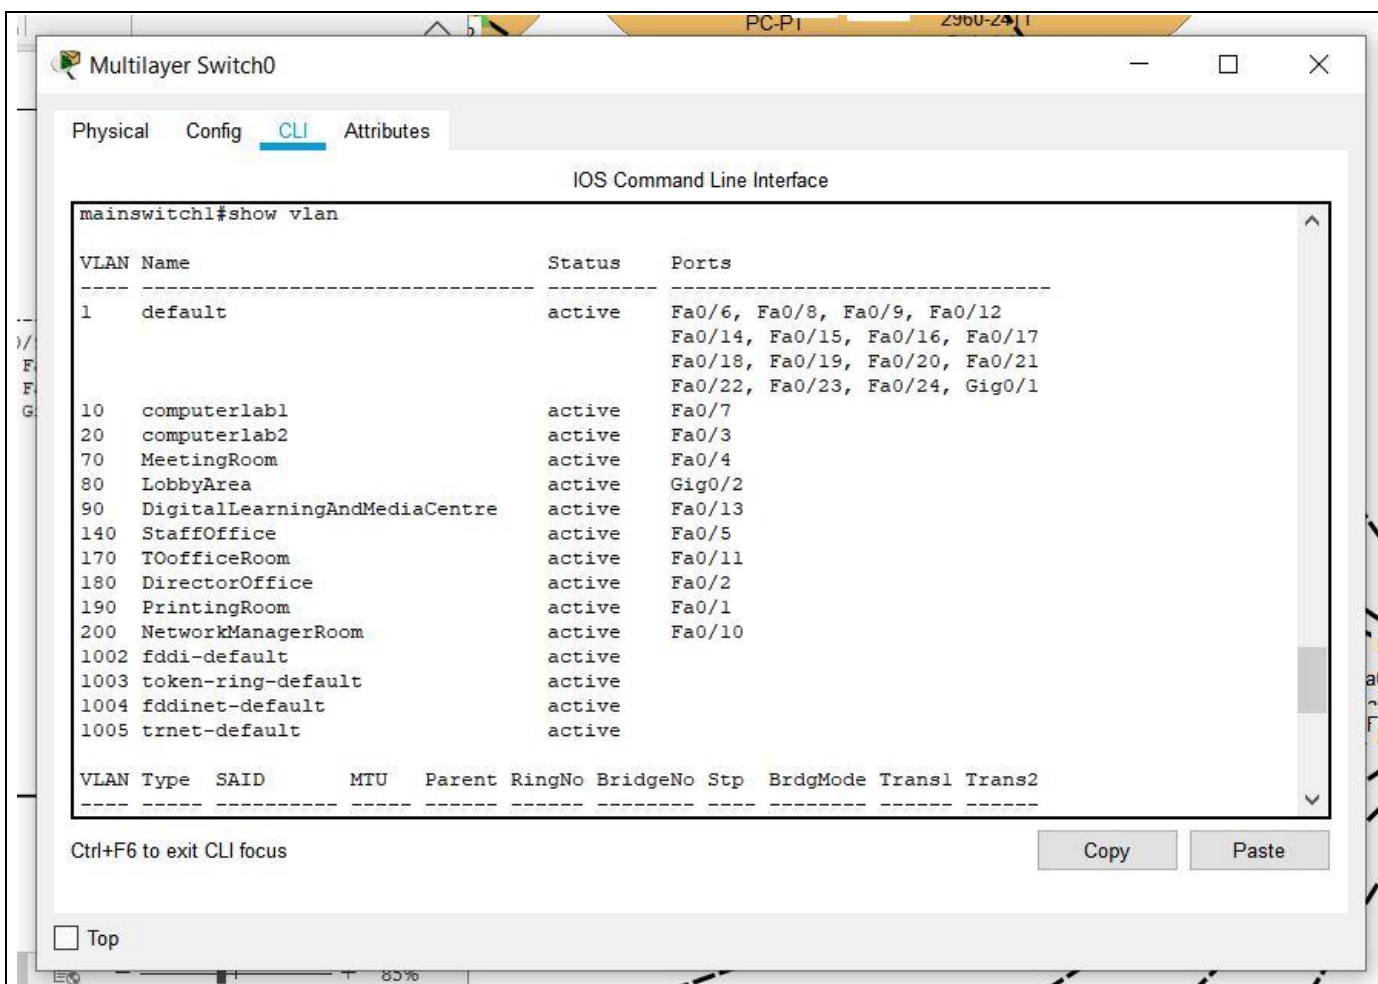 PC-PT
2960-24TT
Multilayer Switch0
Physical Config CLI Attributes
IOS Command Line Interface
mainswitch1#show vlan
VLAN Name Status Ports
---- -------------------------------- --------- -------------------------------
1 default active Fa0/6, Fa0/8, Fa0/9, Fa0/12
Fa0/14, Fa0/15, Fa0/16, Fa0/17
Fa0/18, Fa0/19, Fa0/20, Fa0/21
Fa0/22, Fa0/23, Fa0/24, Gig0/1
10 computerlab1 active Fa0/7
20 computerlab2 active Fa0/3
70 MeetingRoom active Fa0/4
80 LobbyArea active Gig0/2
90 DigitalLearningAndMediaCentre active Fa0/13
140 StaffOffice active Fa0/5
170 TOofficeRoom active Fa0/11
180 DirectorOffice active Fa0/2
190 PrintingRoom active Fa0/1
200 NetworkManagerRoom active Fa0/10
1002 fddi-default active
1003 token-ring-default active
1004 fddinet-default active
1005 trnet-default active
VLAN Type SAID MTU Parent RingNo BridgeNo Stp BrdgMode Trans1 Trans2
---- ----- ---------- ----- ------ ------ -------- ---- -------- ------ ------
Ctrl+F6 to exit CLI focus
Copy Paste
Top
85%